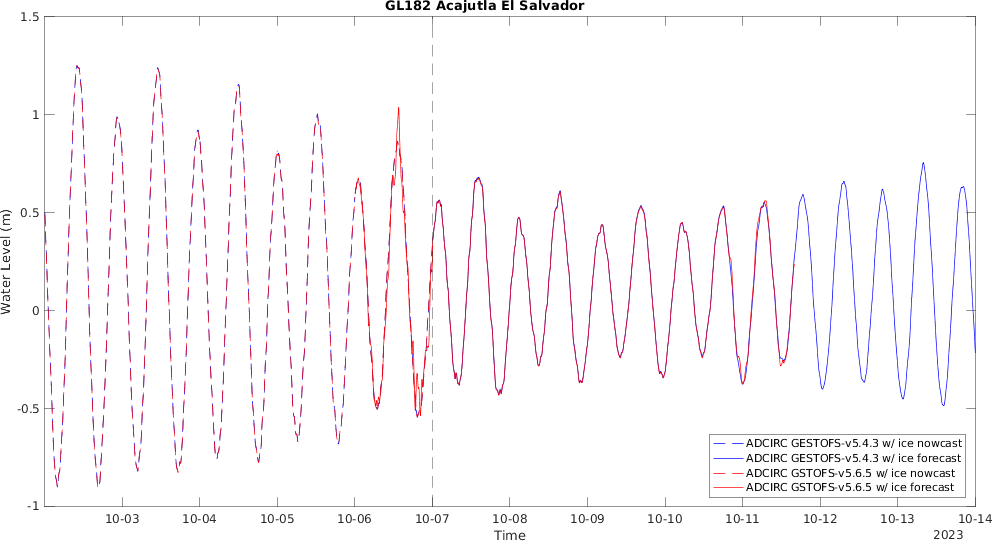 GL182 Acajutla El Salvador
1.5
1
0.5
0
-0.5
-1
Water Level (m)
10-03 10-04 10-05 10-06 10-07 10-08 10-09 10-10 10-11 10-12 10-13 10-14
Time
2023
ADCIRC GESTOFS-v5.4.3 w/ ice nowcast
ADCIRC GESTOFS-v5.4.3 w/ ice forecast
ADCIRC GSTOFS-v5.6.5 w/ ice nowcast
ADCIRC GSTOFS-v5.6.5 w/ ice forecast